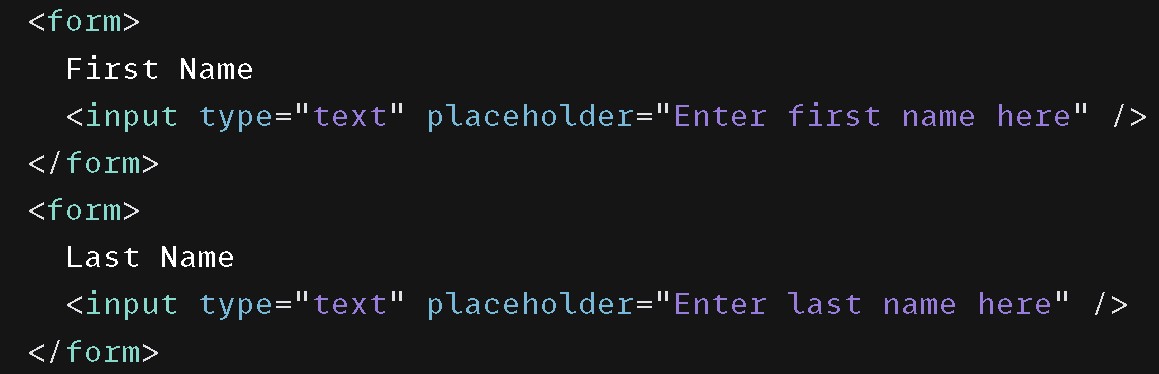 <form>
First Name
<input type="text" placeholder="Enter first name here" />
</form>
<form>
Last Name
<input type="text" placeholder="Enter last name here" />
</form>